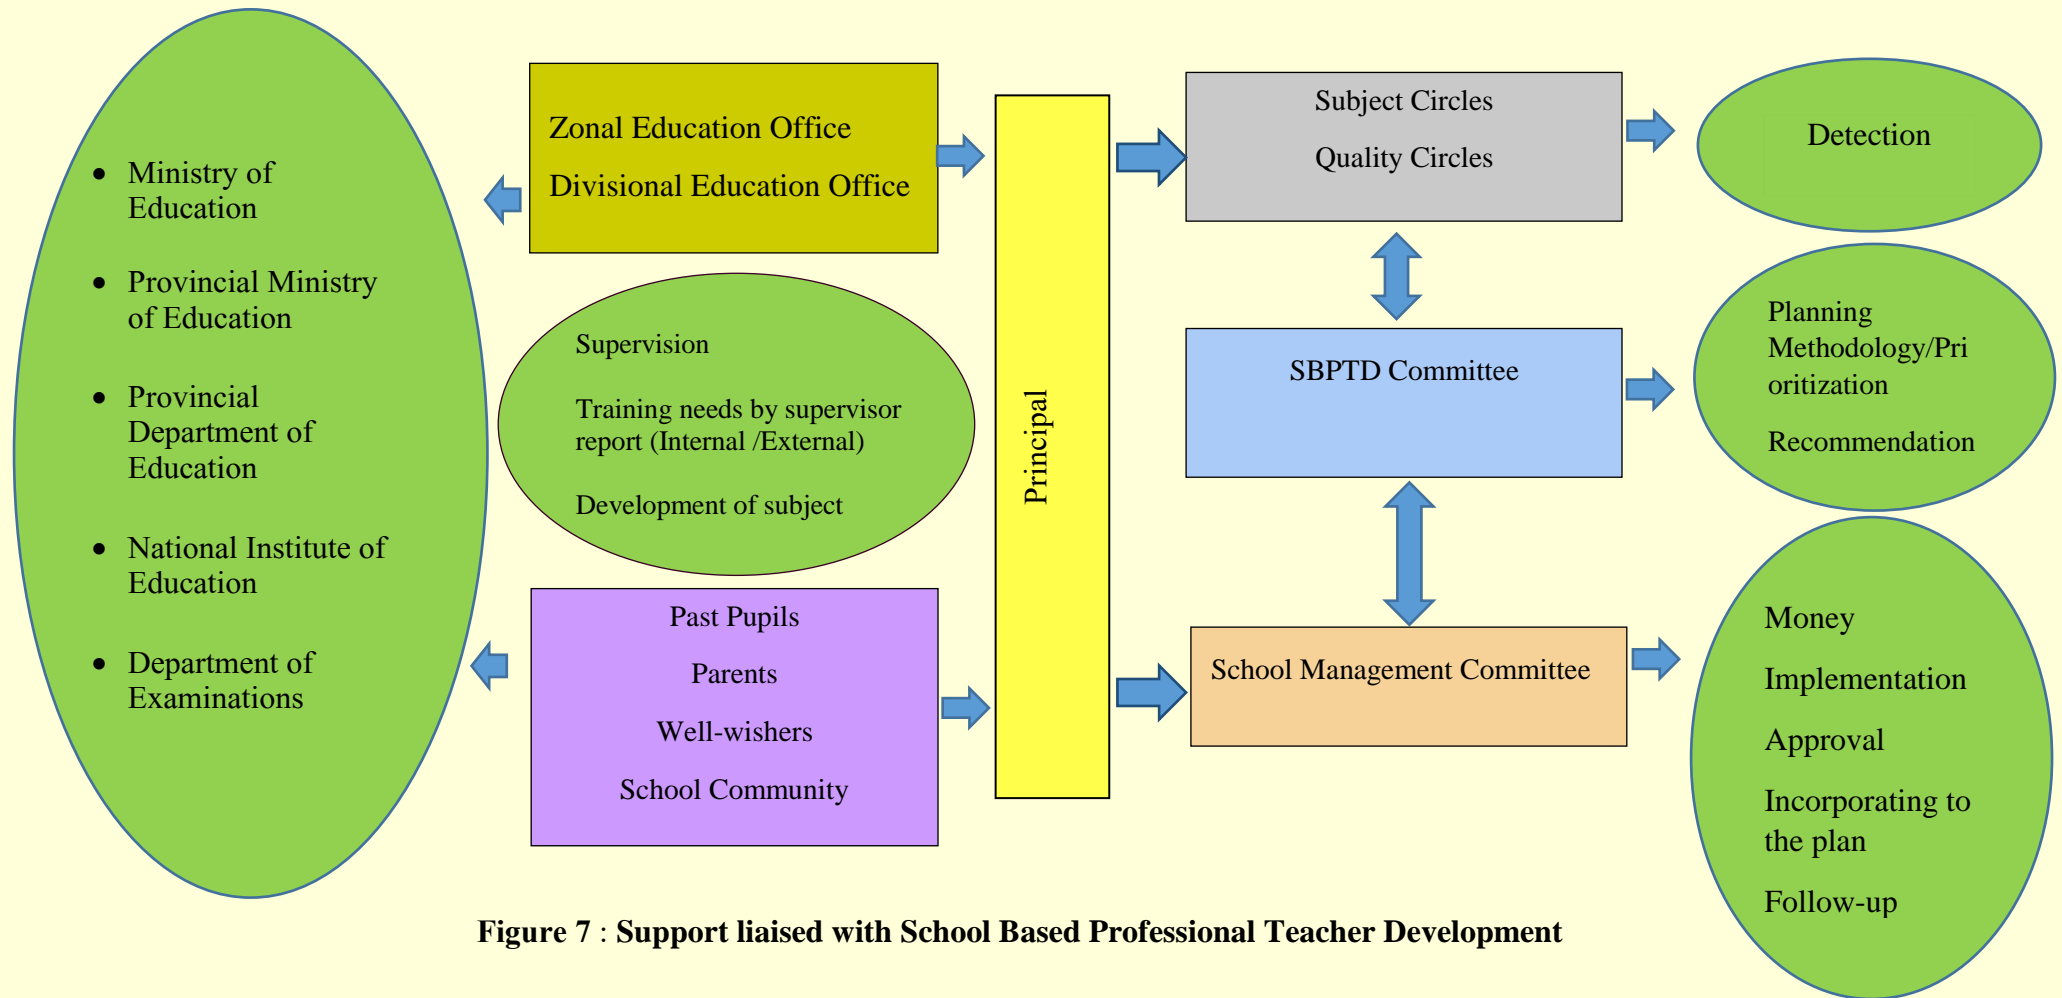 • Ministry of
Education
• Provincial Ministry
of Education
• Provincial
Department of
Education
• National Institute of
Education
• Department of
Examinations
Zonal Education Office
Divisional Education Office
Supervision
Training needs by supervisor
report (Internal /External)
Development of subject
Past Pupils
Parents
Well-wishers
School Community
Principal
Subject Circles
Quality Circles
SBPTD Committee
School Management Committee
Detection
Planning
Methodology/Pri
oritization
Recommendation
Money
Implementation
Approval
Incorporating to
the plan
Follow-up
Figure 7 : Support liaised with School Based Professional Teacher Development